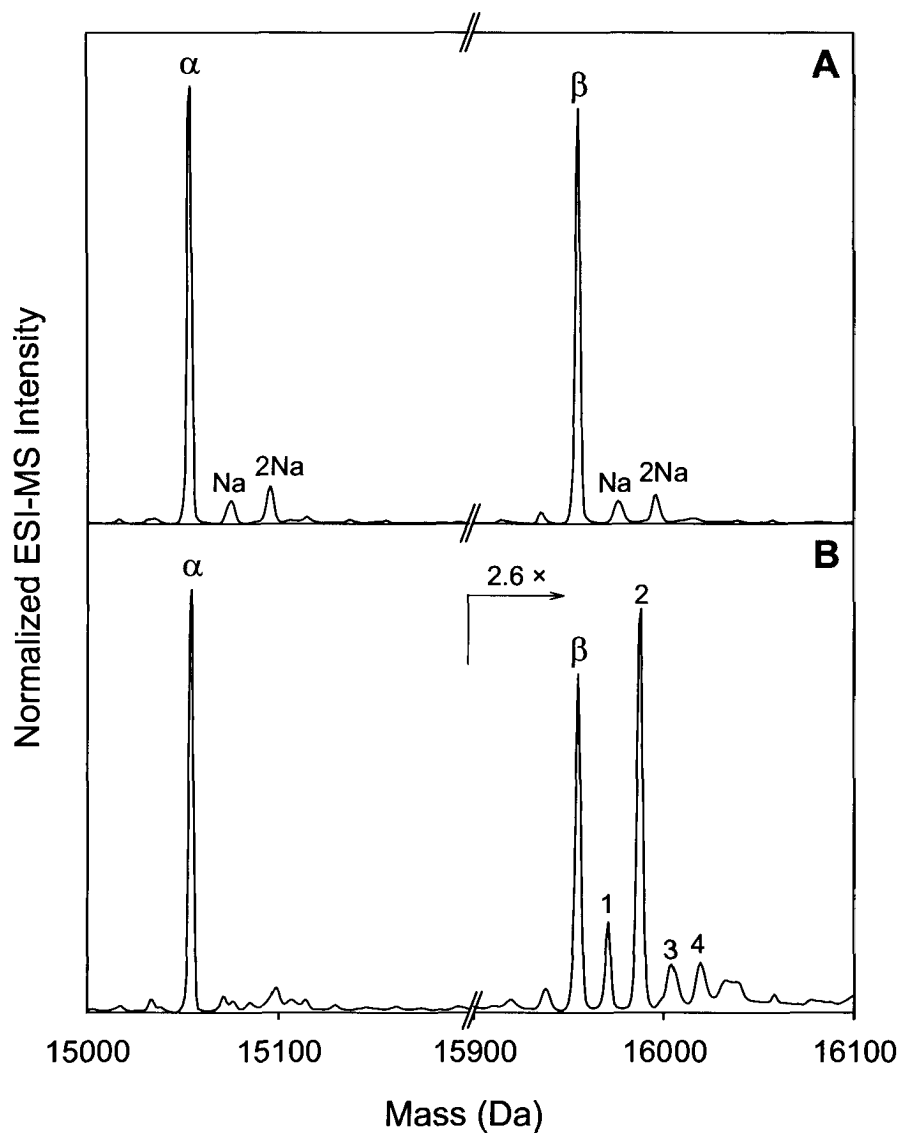 A
α
β
Na
2Na
Na
2Na
B
α
2.6 ×
β
2
1
3
4
15000
15100
15900
16000
16100
Mass (Da)
Normalized ESI-MS Intensity